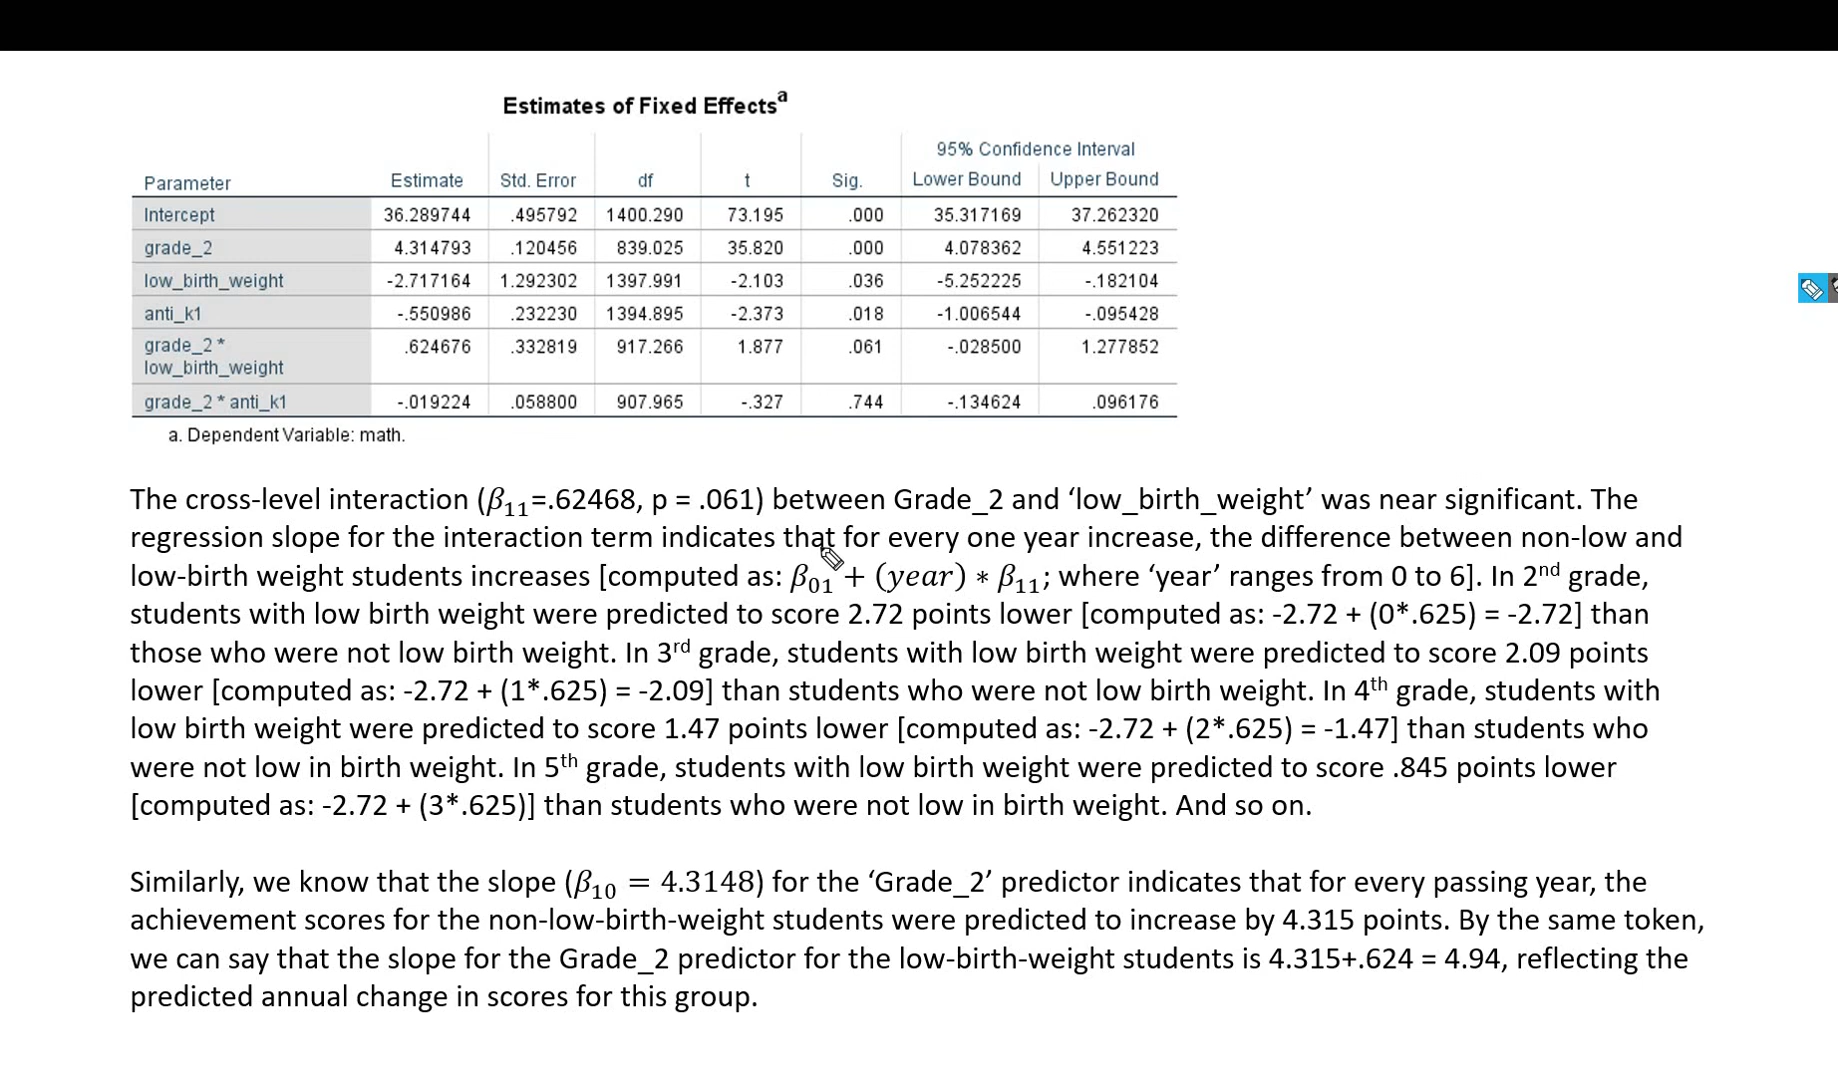 Estimates of Fixed Effectsa
95% Confidence Interval
Parameter Estimate Std. Error df t Sig. Lower Bound Upper Bound
Intercept 36.289744 .495792 1400.290 73.195 .000 35.317169 37.262320
grade_2 4.314793 .120456 839.025 35.820 .000 4.078362 4.551223
low_birth_weight -2.717164 1.292302 1397.991 -2.103 .036 -5.252225 -.182104
anti_k1 -.550986 .232230 1394.895 -2.373 .018 -1.006544 -.095428
grade_2 * .624676 .332819 917.266 1.877 .061 -.028500 1.277852
low_birth_weight
grade_2 * anti_k1 -.019224 .058800 907.965 -.327 .744 -.134624 .096176
a. Dependent Variable: math.
The cross-level interaction (β11=.62468, p = .061) between Grade_2 and ‘low_birth_weight’ was near significant. The
regression slope for the interaction term indicates that for every one year increase, the difference between non-low and
low-birth weight students increases [computed as: β01 + (year) ∗ β11; where ‘year’ ranges from 0 to 6]. In 2nd grade,
students with low birth weight were predicted to score 2.72 points lower [computed as: -2.72 + (0*.625) = -2.72] than
those who were not low birth weight. In 3rd grade, students with low birth weight were predicted to score 2.09 points
lower [computed as: -2.72 + (1*.625) = -2.09] than students who were not low birth weight. In 4th grade, students with
low birth weight were predicted to score 1.47 points lower [computed as: -2.72 + (2*.625) = -1.47] than students who
were not low in birth weight. In 5th grade, students with low birth weight were predicted to score .845 points lower
[computed as: -2.72 + (3*.625)] than students who were not low in birth weight. And so on.
Similarly, we know that the slope (β10 = 4.3148) for the ‘Grade_2’ predictor indicates that for every passing year, the
achievement scores for the non-low-birth-weight students were predicted to increase by 4.315 points. By the same token,
we can say that the slope for the Grade_2 predictor for the low-birth-weight students is 4.315+.624 = 4.94, reflecting the
predicted annual change in scores for this group.